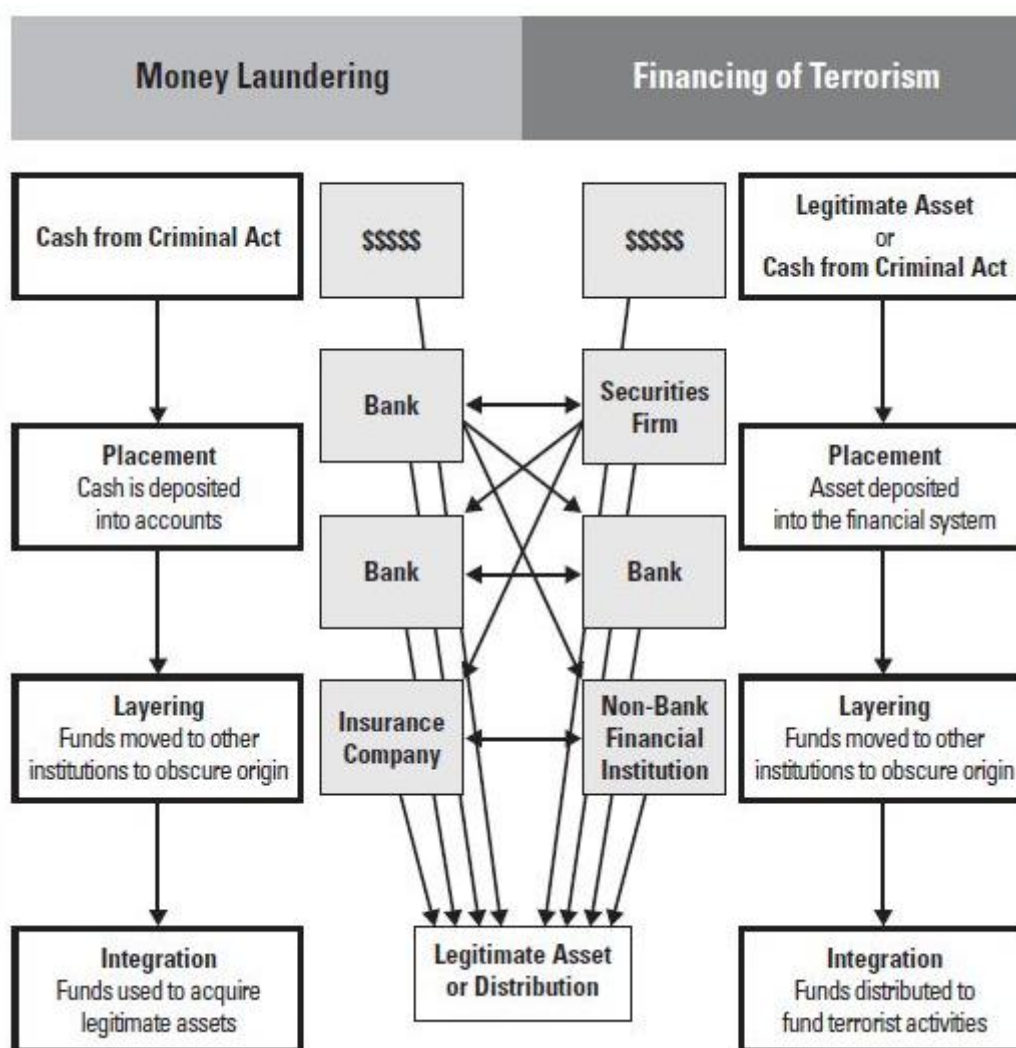 Money Laundering
Financing of Terrorism
Cash from Criminal Act
$$$$$
$$$$$
Legitimate Asset
or
Cash from Criminal Act
Bank
Securities
Firm
Placement
Cash is deposited
into accounts
Placement
Asset deposited
into the financial system
Bank
Bank
Layering
Funds moved to other
institutions to obscure origin
Insurance
Company
Non-Bank
Financial
Institution
Layering
Funds moved to other
institutions to obscure origin
Integration
Funds used to acquire
legitimate assets
Legitimate Asset
or Distribution
Integration
Funds distributed to
fund terrorist activities